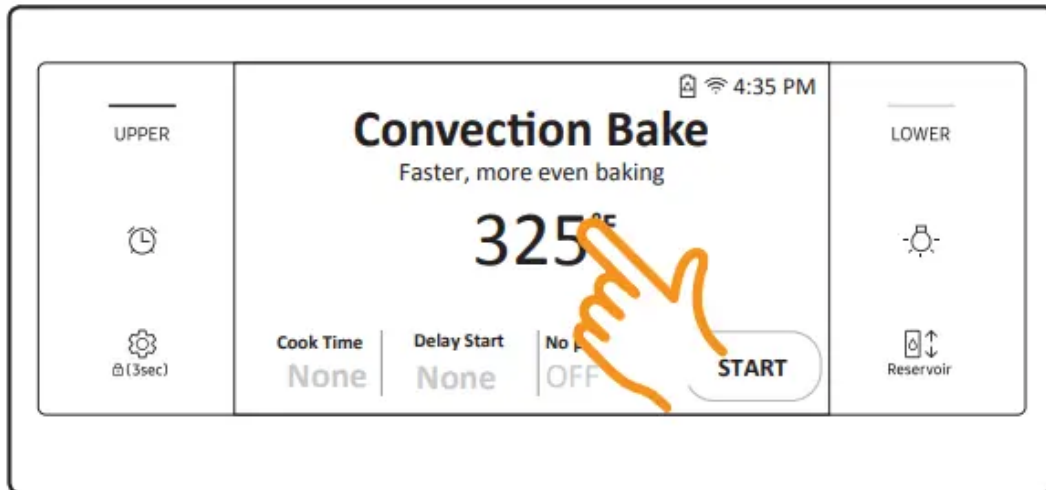 4:35 PM
UPPER
Convection Bake
LOWER
Faster, more even baking
325°F
Cook Time
None
Delay Start
None
No
OFF
START
(3sec)
Reservoir